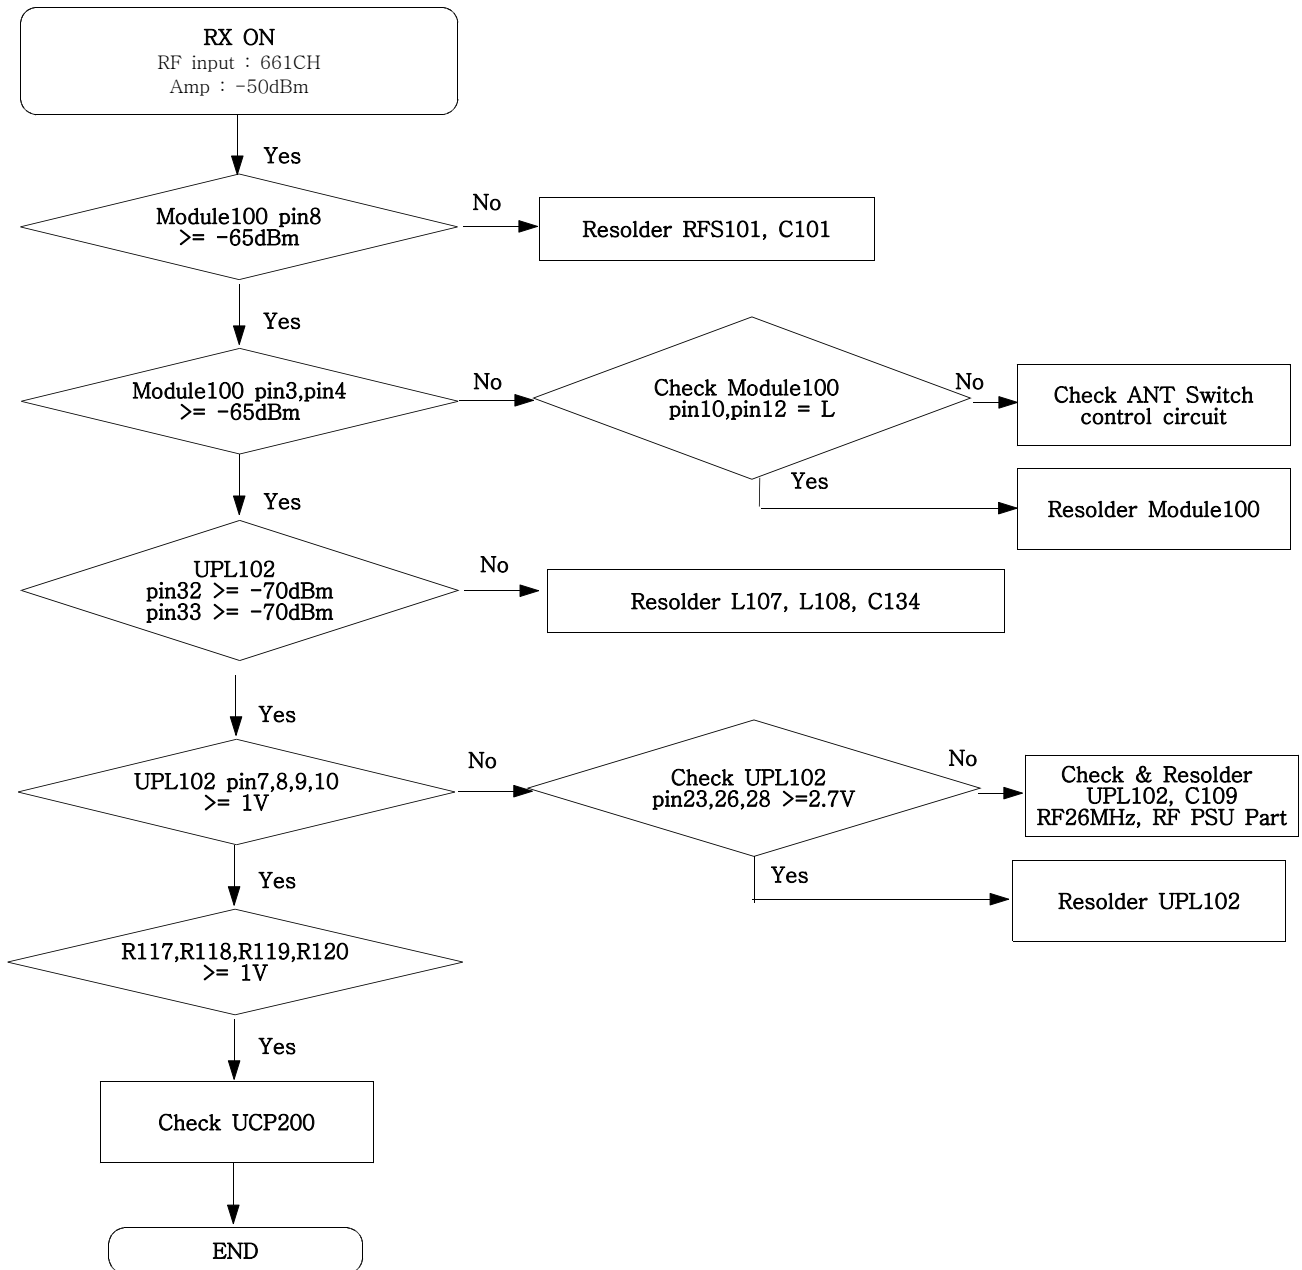 RX ON
RF input : 661CH
Amp : -50dBm
Yes
Module100 pin8
>= -65dBm
No
Resolder RFS101, C101
Yes
Module100 pin3,pin4
>= -65dBm
No
Check Module100
pin10,pin12 = L
No
Check ANT Switch
control circuit
Yes
Resolder Module100
Yes
UPL102
pin32 >= -70dBm
pin33 >= -70dBm
No
Resolder L107, L108, C134
Yes
UPL102 pin7,8,9,10
>= 1V
No
Check UPL102
pin23,26,28 >=2.7V
No
Check & Resolder
UPL102, C109
RF26MHz, RF PSU Part
Yes
Resolder UPL102
Yes
R117,R118,R119,R120
>= 1V
Yes
Check UCP200
END